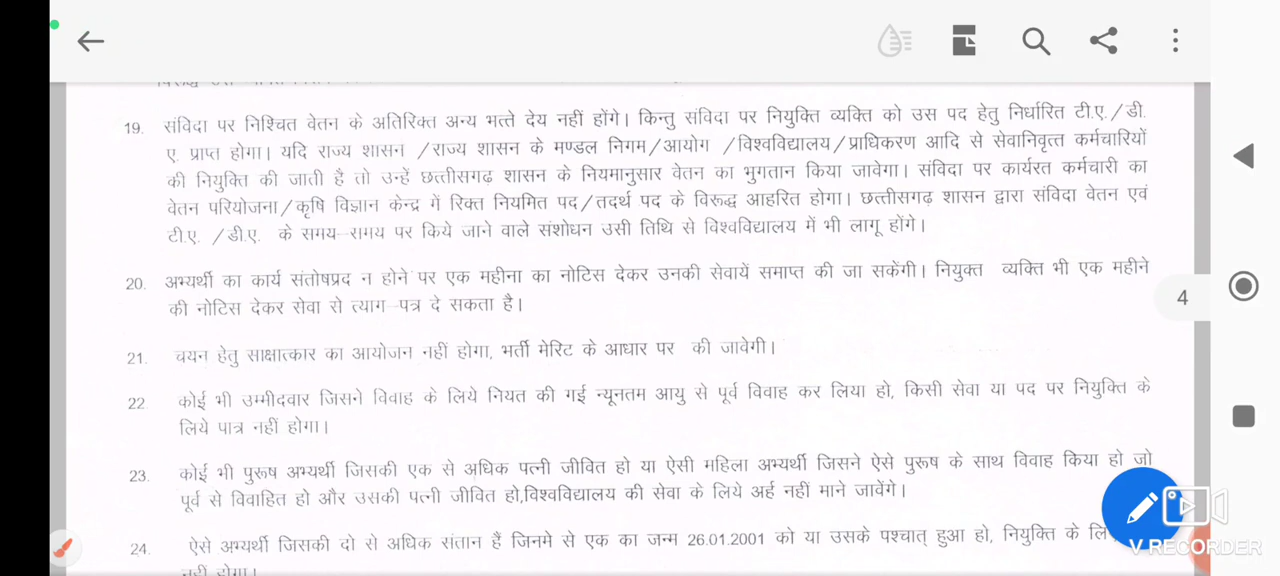 19. संविदा पर निश्चित वेतन के अतिरिक्त अन्य भत्ते देय नहीं होंगे। किन्तु संविदा पर नियुक्ति व्यक्ति को उस पद हेतु निर्धारित टी.ए./डी.
ए. प्राप्त होगा। यदि राज्य शासन /राज्य शासन के मण्डल निगम/आयोग /विश्वविद्यालय/प्राधिकरण आदि से सेवानिवृत्त कर्मचारियों
की नियुक्ति की जाती हैं तो उन्हें छत्तीसगढ़ शासन के नियमानुसार वेतन का भुगतान किया जावेगा। संविदा पर कार्यरत कर्मचारी का
वेतन परियोजना/कृषि विज्ञान केन्द्र में रिक्त नियमित पद/तदर्थ पद के विरूद्ध आहरित होगा। छत्तीसगढ़ शासन द्वारा संविदा वेतन एवं
टी.ए. /डी.ए. के समय-समय पर किये जाने वाले संशोधन उसी तिथि से विश्वविद्यालय में भी लागू होंगे।
20. अभ्यर्थी का कार्य संतोषप्रद न होने पर एक महीना का नोटिस देकर उनकी सेवायें समाप्त की जा सकेंगी। नियुक्त व्यक्ति भी एक महीने
की नोटिस देकर सेवा से त्याग-पत्र दे सकता है।
4
21. चयन हेतु साक्षात्कार का आयोजन नहीं होगा, भर्ती मेरिट के आधार पर की जावेगी।
22. कोई भी उम्मीदवार जिसने विवाह के लिये नियत की गई न्यूनतम आयु से पूर्व विवाह कर लिया हो, किसी सेवा या पद पर नियुक्ति के
लिये पात्र नहीं होगा।
23. कोई भी पुरूष अभ्यर्थी जिसकी एक से अधिक पत्नी जीवित हो या ऐसी महिला अभ्यर्थी जिसने ऐसे पुरूष के साथ विवाह किया हो जो
पूर्व से विवाहित हो और उसकी पत्नी जीवित हो,विश्वविद्यालय की सेवा के लिये अर्ह नहीं माने जावेंगे।
24. ऐसे अभ्यर्थी जिसकी दो से अधिक संतान हैं जिनमे से एक का जन्म 26.01.2001 को या उसके पश्चात् हुआ हो, नियुक्ति के
नहीं होगा।
V RECORDER